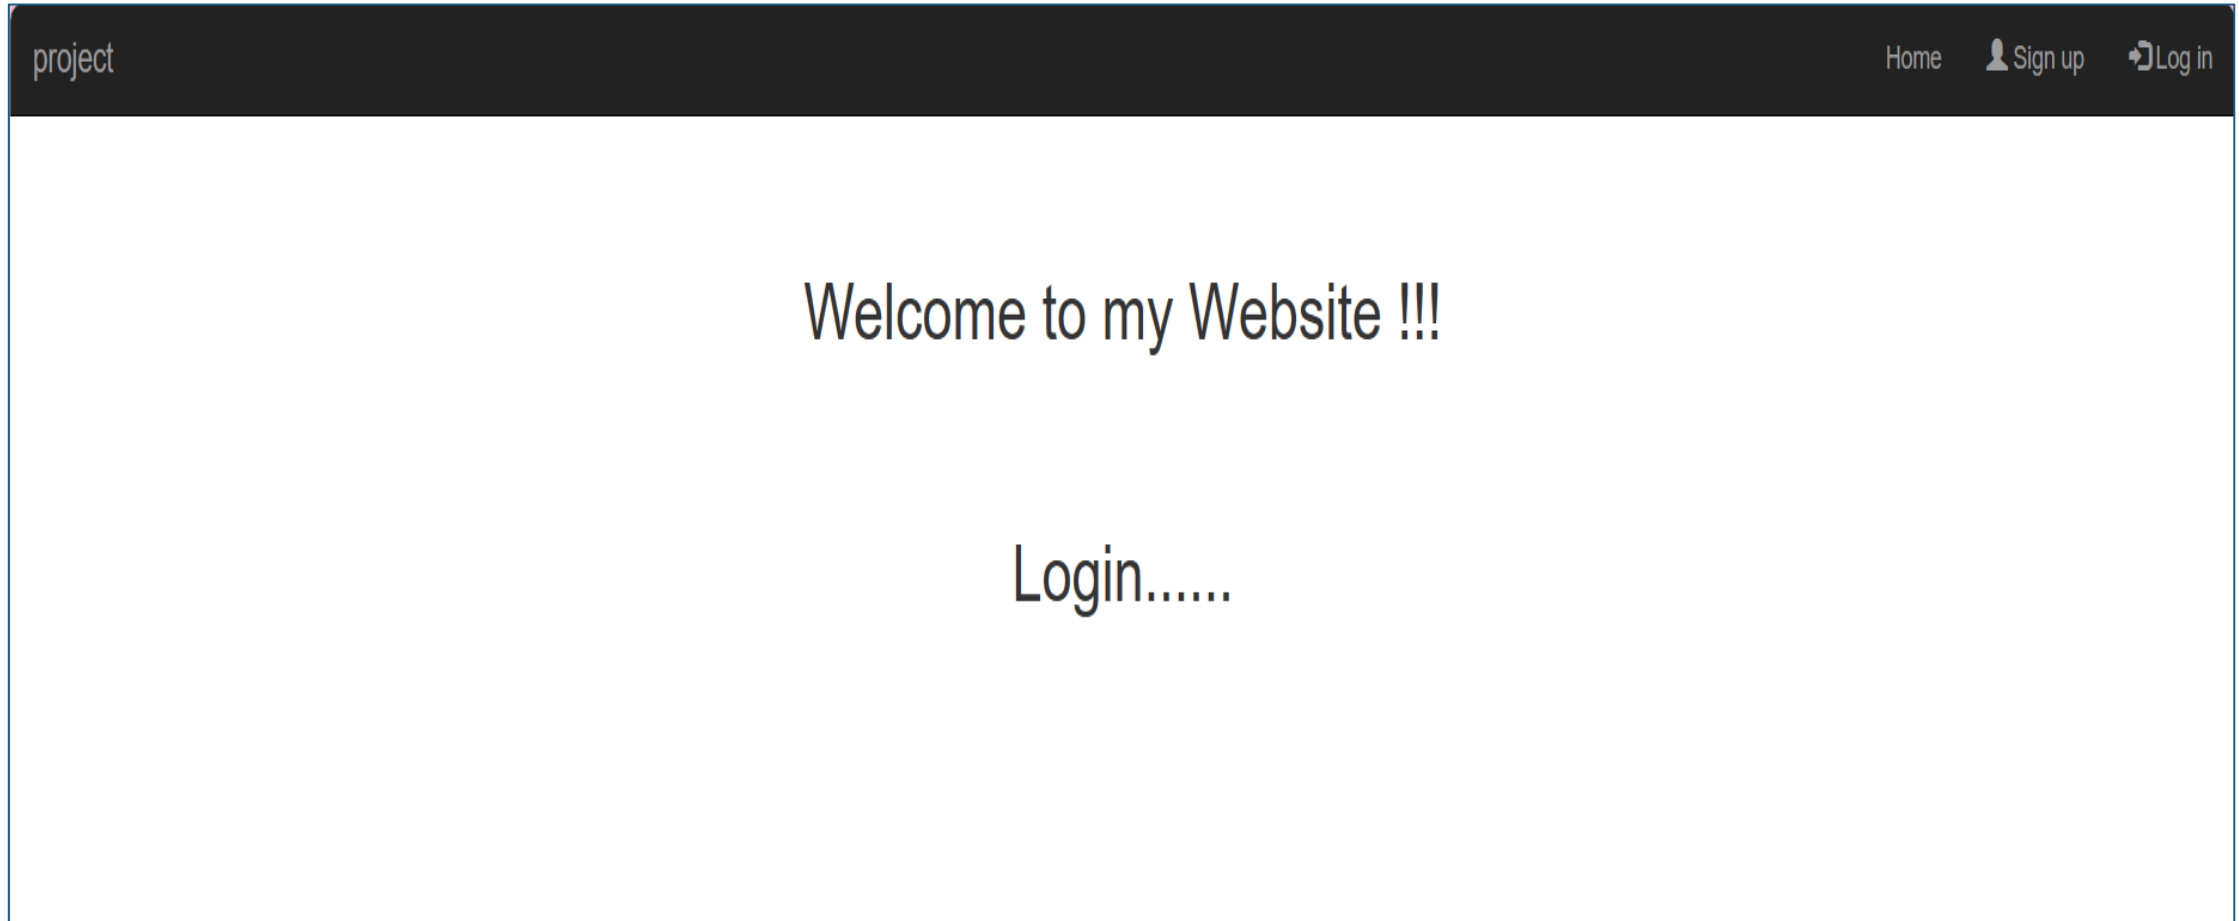 project Home Sign up Log in
Welcome to my Website !!!
Login......